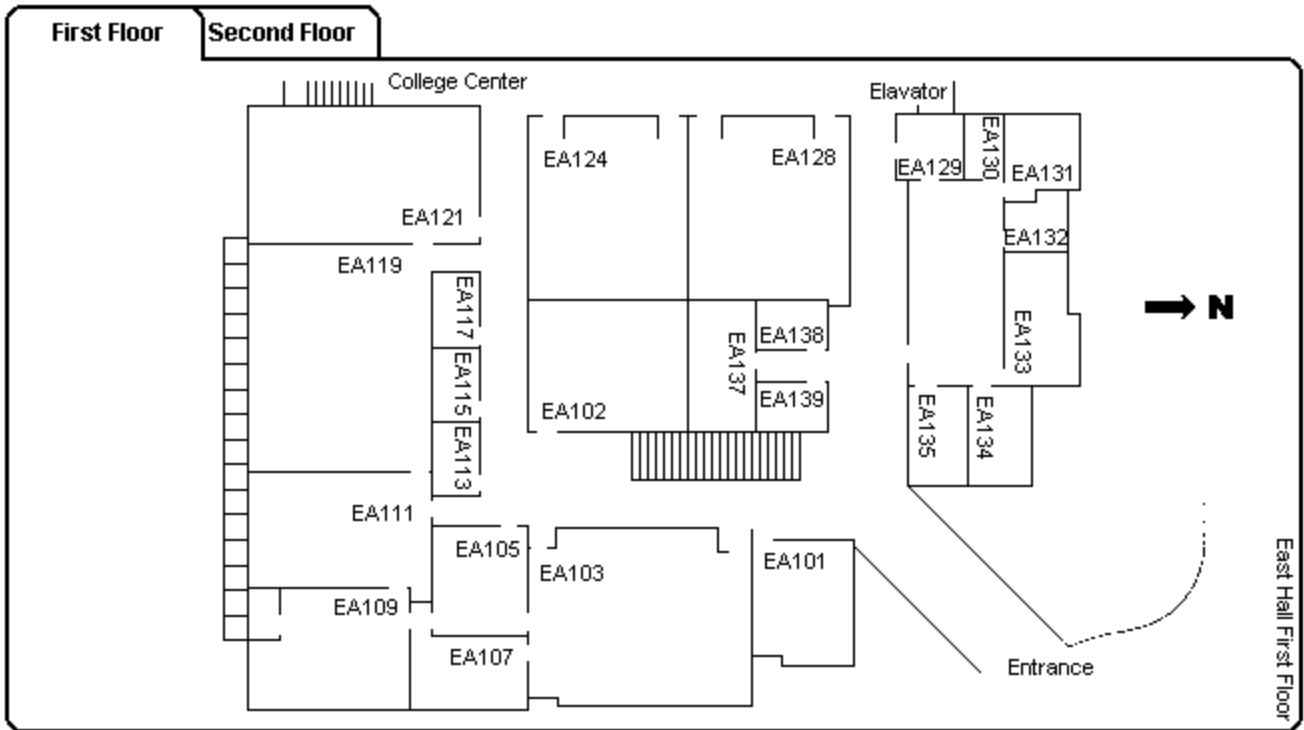 First Floor
Second Floor
College Center
Elavator
EA124
EA128
EA129
EA130
EA131
EA121
EA132
EA119
EA117
N
EA138
EA133
EA137
EA115
EA139
EA102
EA135
EA134
EA113
EA111
EA105
EA103
EA101
EA109
EA107
Entrance
East Hall First Floor